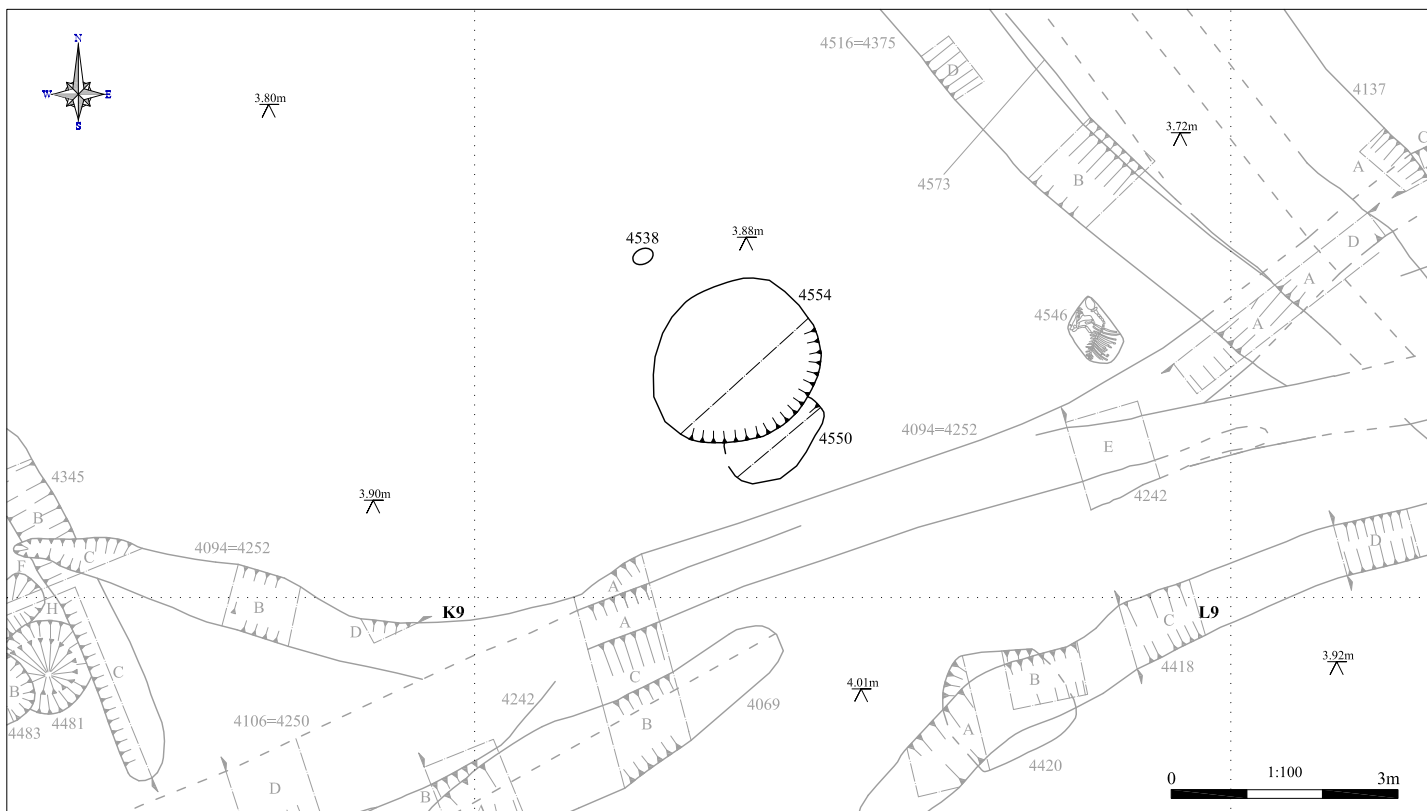 N
W E
S
3.80m
4516=4375
D
4137
3.72m
C
A
B
4573
4538
3.88m
D
A
4554
4546
A
4550
4094=4252
E
4345
3.90m
4242
B
D
C
4094=4252
F
A
B
H
C
K9
L9
D
A
3.92m
C
4418
C
B
B
4242
4069
4.01m
4483
4481
4106=4250
B
A
D
B
A
4420
0 1:100 3m